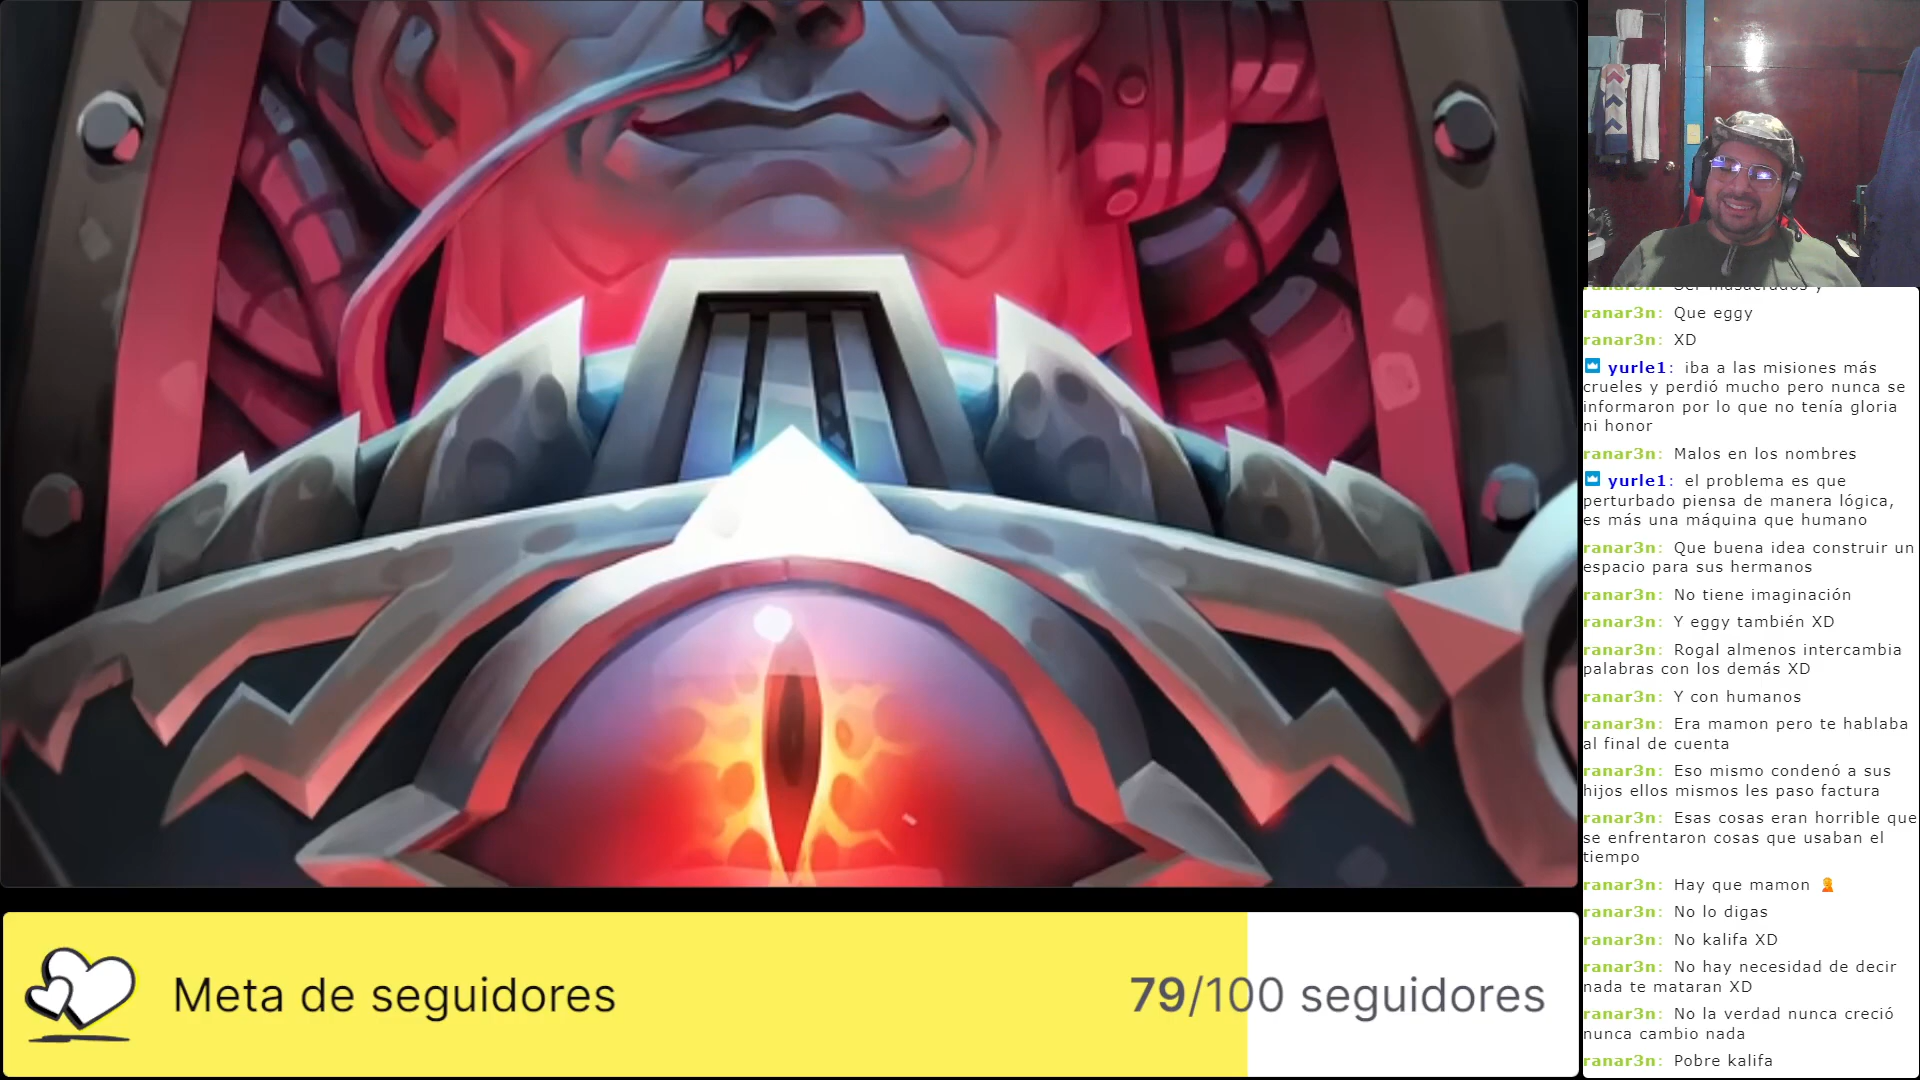 ranar3n: Ser masacrados y
ranar3n: Que eggy
ranar3n: XD
yurle1: iba a las misiones más
crueles y perdió mucho pero nunca se
informaron por lo que no tenía gloria
ni honor
ranar3n: Malos en los nombres
yurle1: el problema es que
perturbado piensa de manera lógica,
es más una máquina que humano
ranar3n: Que buena idea construir un
espacio para sus hermanos
ranar3n: No tiene imaginación
ranar3n: Y eggy también XD
ranar3n: Rogal almenos intercambia
palabras con los demás XD
ranar3n: Y con humanos
ranar3n: Era mamon pero te hablaba
al final de cuenta
ranar3n: Eso mismo condenó a sus
hijos ellos mismos les paso factura
ranar3n: Esas cosas eran horrible que
se enfrentaron cosas que usaban el
tiempo
ranar3n: Hay que mamon 🤦
ranar3n: No lo digas
ranar3n: No kalifa XD
ranar3n: No hay necesidad de decir
nada te mataran XD
ranar3n: No la verdad nunca creció
nunca cambio nada
ranar3n: Pobre kalifa
Meta de seguidores
79/100 seguidores